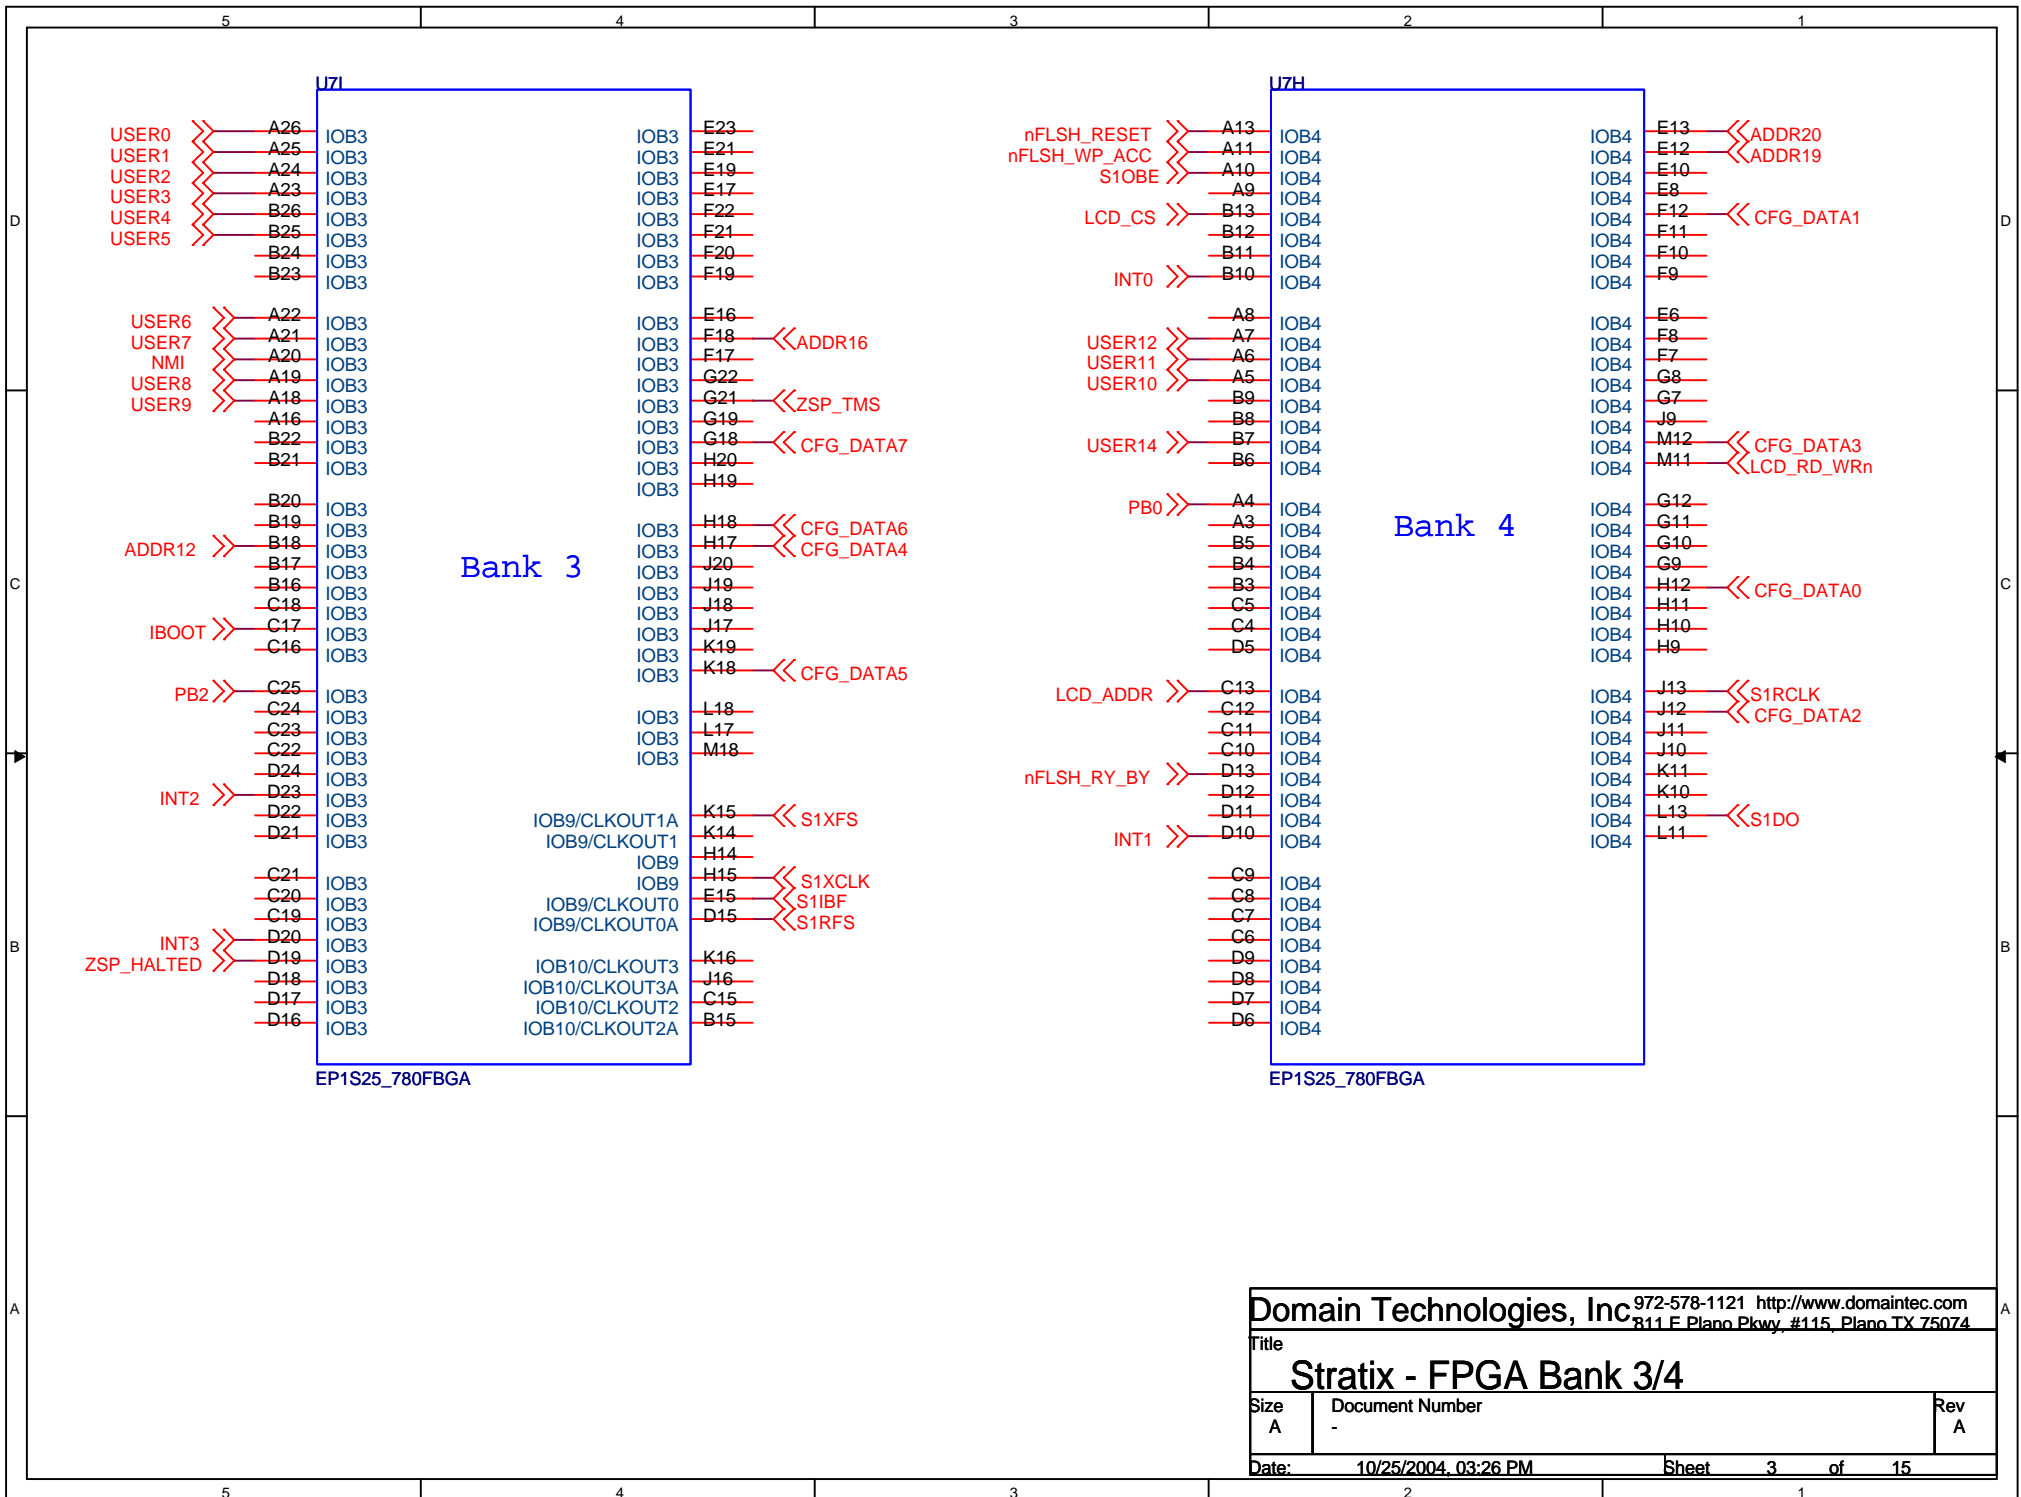 5 4 3 2 1
U7I U7H
USER0 A26 IOB3 IOB3 E23 nFLSH_RESET A13 IOB4 IOB4 E13 ADDR20
USER1 A25 IOB3 IOB3 E21 nFLSH_WP_ACC A11 IOB4 IOB4 E12 ADDR19
USER2 A24 IOB3 IOB3 E19 S1OBE A10 IOB4 IOB4 E10
USER3 A23 IOB3 IOB3 E17 A9 IOB4 IOB4 E8
D USER4 B26 IOB3 IOB3 F22 LCD_CS B13 IOB4 IOB4 F12 CFG_DATA1 D
USER5 B25 IOB3 IOB3 F21 B12 IOB4 IOB4 F11
B24 IOB3 IOB3 F20 B11 IOB4 IOB4 F10
B23 IOB3 IOB3 F19 INT0 B10 IOB4 IOB4 F9
USER6 A22 IOB3 IOB3 E16 A8 IOB4 IOB4 E6
USER7 A21 IOB3 IOB3 F18 ADDR16 USER12 A7 IOB4 IOB4 F8
NMI A20 IOB3 IOB3 F17 USER11 A6 IOB4 IOB4 F7
USER8 A19 IOB3 IOB3 G22 USER10 A5 IOB4 IOB4 G8
USER9 A18 IOB3 IOB3 G21 ZSP_TMS B9 IOB4 IOB4 G7
A16 IOB3 IOB3 G19 B8 IOB4 IOB4 J9
B22 IOB3 IOB3 G18 CFG_DATA7 USER14 B7 IOB4 IOB4 M12 CFG_DATA3
B21 IOB3 IOB3 H20 B6 IOB4 IOB4 M11 LCD_RD_WRn
IOB3 H19
B20 IOB3 PB0 A4 IOB4 IOB4 G12
B19 IOB3 IOB3 H18 CFG_DATA6 A3 IOB4 Bank 4 IOB4 G11
ADDR12 B18 IOB3 IOB3 H17 CFG_DATA4 B5 IOB4 IOB4 G10
B17 IOB3 Bank 3 IOB3 J20 B4 IOB4 IOB4 G9
C B16 IOB3 IOB3 J19 B3 IOB4 IOB4 H12 CFG_DATA0 C
C18 IOB3 IOB3 J18 C5 IOB4 IOB4 H11
IBOOT C17 IOB3 IOB3 J17 C4 IOB4 IOB4 H10
C16 IOB3 IOB3 K19 D5 IOB4 IOB4 H9
IOB3 K18 CFG_DATA5
PB2 C25 IOB3 LCD_ADDR C13 IOB4 IOB4 J13 S1RCLK
C24 IOB3 IOB3 L18 C12 IOB4 IOB4 J12 CFG_DATA2
C23 IOB3 IOB3 L17 C11 IOB4 IOB4 J11
C22 IOB3 IOB3 M18 C10 IOB4 IOB4 J10
D24 IOB3 nFLSH_RY_BY D13 IOB4 IOB4 K11
INT2 D23 IOB3 D12 IOB4 IOB4 K10
D22 IOB3 IOB9/CLKOUT1A K15 S1XFS D11 IOB4 IOB4 L13 S1DO
D21 IOB3 IOB9/CLKOUT1 K14 INT1 D10 IOB4 IOB4 L11
IOB9 H14
C21 IOB3 IOB9 H15 S1XCLK C9 IOB4
C20 IOB3 IOB9/CLKOUT0 E15 S1IBF C8 IOB4
C19 IOB3 IOB9/CLKOUT0A D15 S1RFS C7 IOB4
B INT3 D20 IOB3 C6 IOB4 B
ZSP_HALTED D19 IOB3 IOB10/CLKOUT3 K16 D9 IOB4
D18 IOB3 IOB10/CLKOUT3A J16 D8 IOB4
D17 IOB3 IOB10/CLKOUT2 C15 D7 IOB4
D16 IOB3 IOB10/CLKOUT2A B15 D6 IOB4
EP1S25_780FBGA EP1S25_780FBGA
A A
Domain Technologies, Inc. 972-578-1121 http://www.domaintec.com
811 E Plano Pkwy, #115, Plano TX 75074
Title
Stratix - FPGA Bank 3/4
Size Document Number Rev
A - A
Date: 10/25/2004, 03:26 PM Sheet 3 of 15
5 4 3 2 1